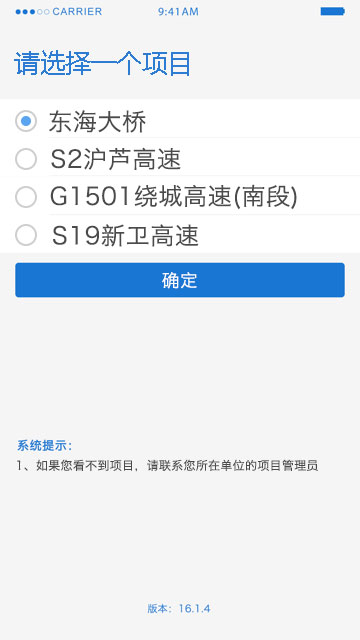 CARRIER 9:41AM
请选择一个项目
东海大桥
S2沪芦高速
G1501绕城高速(南段)
S19新卫高速
确定
系统提示：
1、如果您看不到项目，请联系您所在单位的项目管理员
版本：16.1.4